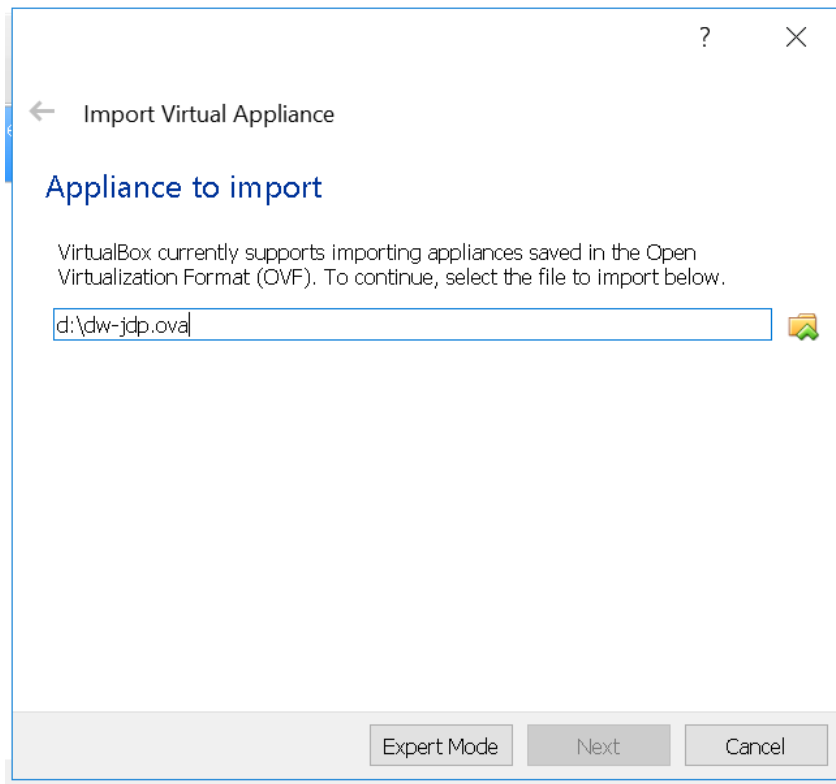 ?
Import Virtual Appliance
Appliance to import
VirtualBox currently supports importing appliances saved in the Open
Virtualization Format (OVF). To continue, select the file to import below.
d:\dw-jdp.ova
Expert Mode Next Cancel